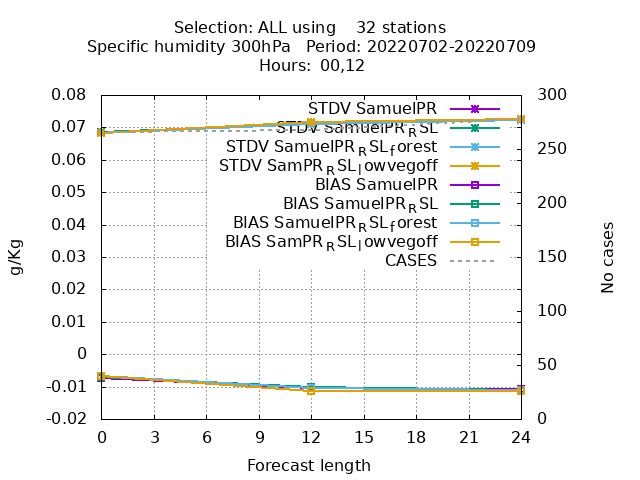 Selection: ALL using    32 stations
Specific humidity 300hPa   Period: 20220702-20220709
Hours:  00,12
0.08
0.07
0.06
0.05
0.04
0.03
0.02
0.01
0
-0.01
-0.02
g/Kg
STDV SamuelPR
STDV SamuelPR_RSL
STDV SamuelPR_RSL_forest
STDV SamPR_RSL_lowvegoff
BIAS SamuelPR
BIAS SamuelPR_RSL
BIAS SamuelPR_RSL_forest
BIAS SamPR_RSL_lowvegoff
CASES
300
250
200
150
100
50
0
No cases
0 3 6 9 12 15 18 21 24
Forecast length